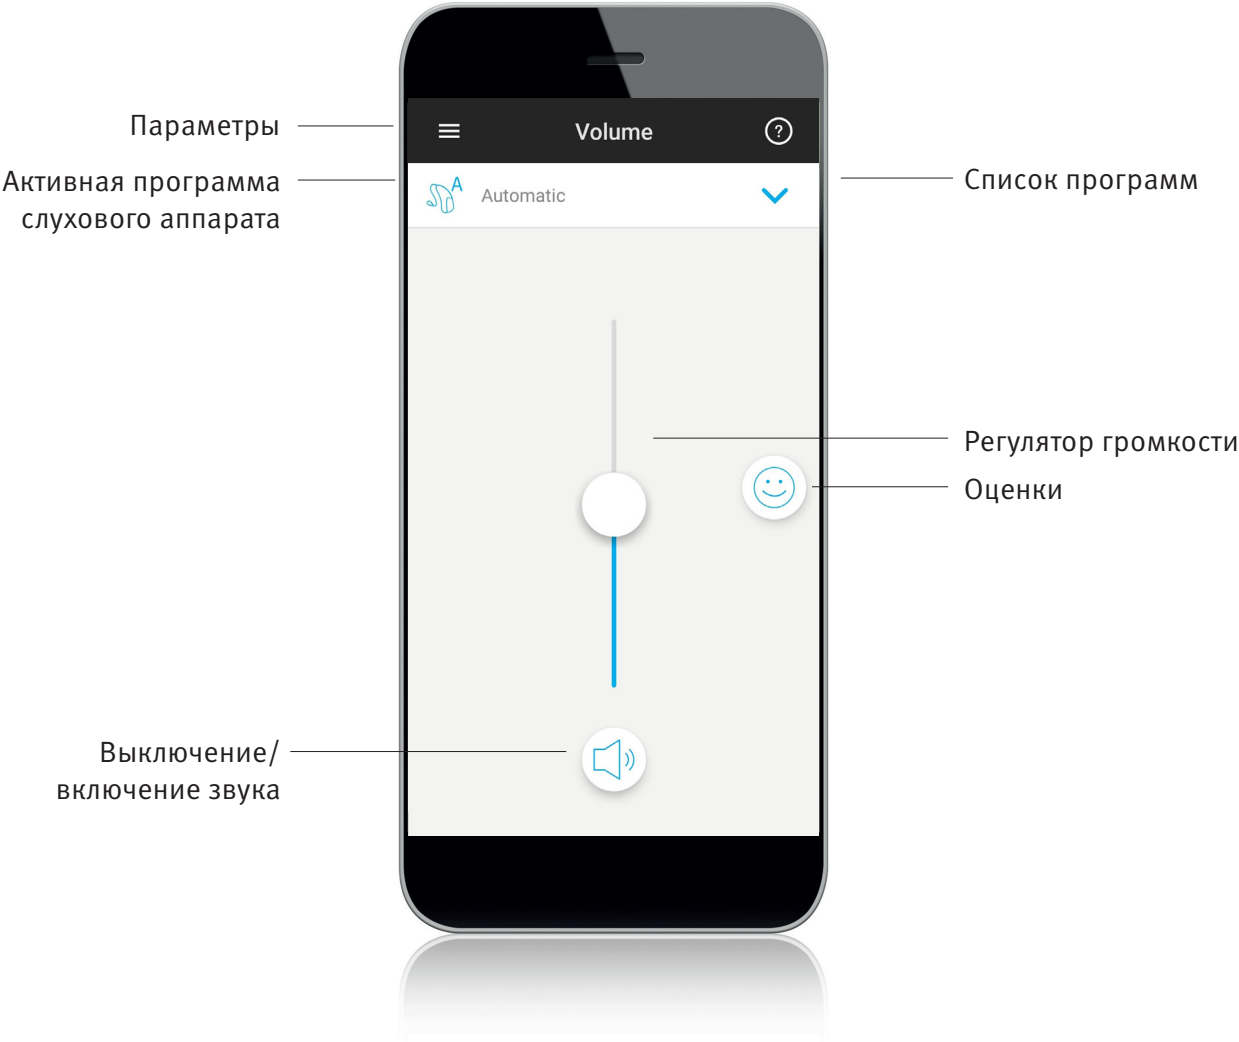 Параметры
Volume
?
Активная программа
слухового аппарата
A
Automatic
Список программ
Регулятор громкости
Оценки
Выключение/
включение звука